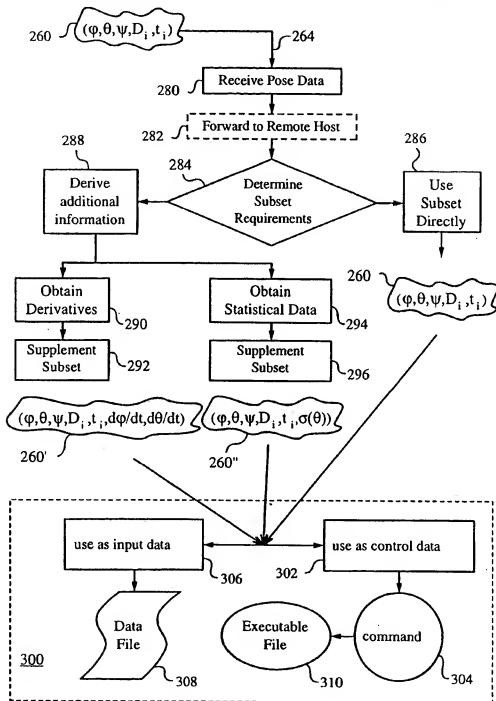 260
(φ,θ,ψ,D_i,t_i)
264
Receive Pose Data
280
Forward to Remote Host
282
288
284
286
Derive
additional
information
Determine
Subset
Requirements
Use
Subset
Directly
Obtain
Derivatives
290
Obtain
Statistical Data
294
260
(φ,θ,ψ,D_i,t_i)
Supplement
Subset
292
Supplement
Subset
296
(φ,θ,ψ,D_i,t_i,dφ/dt,dθ/dt)
260'
(φ,θ,ψ,D_i,t_i,σ(θ))
260"
use as input data
306
use as control data
302
Data
File
308
Executable
File
310
command
304
300